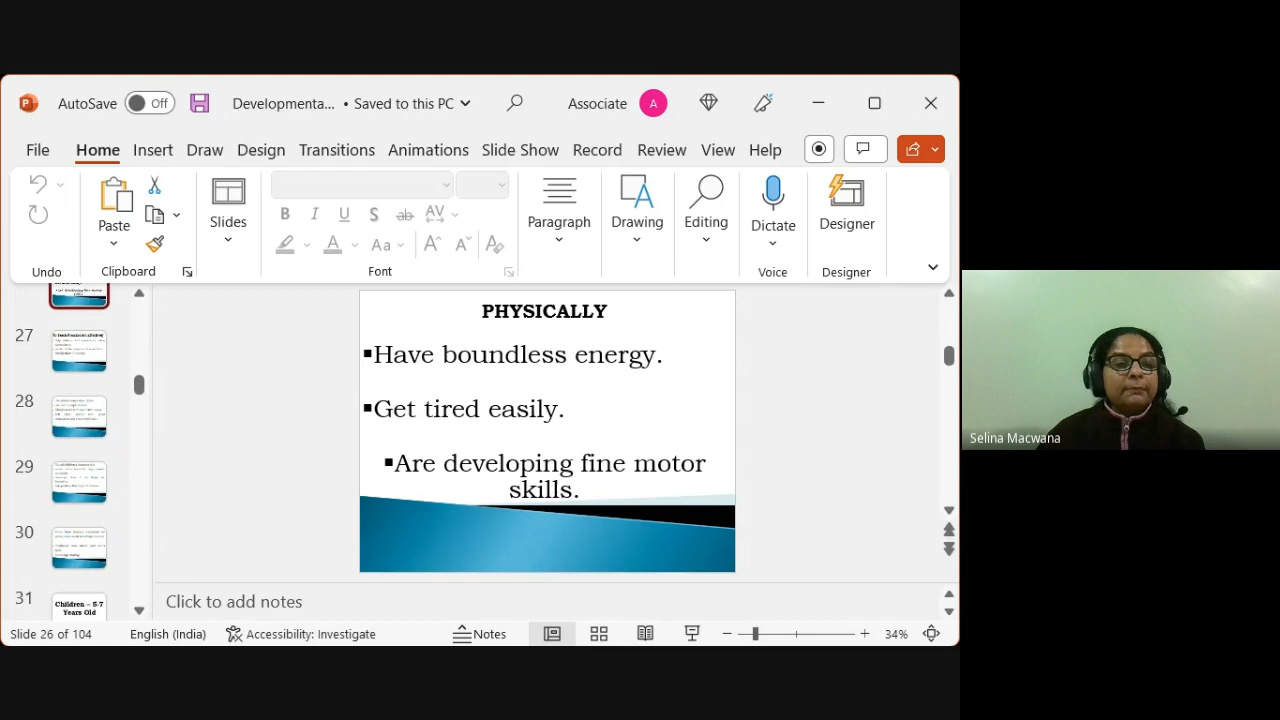 AutoSave Off Developmenta... • Saved to this PC Associate A
File Home Insert Draw Design Transitions Animations Slide Show Record Review View Help
Paste Slides B I U S ab AV Aa A A A Paragraph Drawing Editing Dictate Designer
Undo Clipboard Font Voice Designer
27
28
29
30
31
Children – 5-7
Years Old
PHYSICALLY
▪Have boundless energy.
▪Get tired easily.
▪Are developing fine motor
skills.
Click to add notes
Slide 26 of 104 English (India) Accessibility: Investigate Notes 34%
Selina Macwana